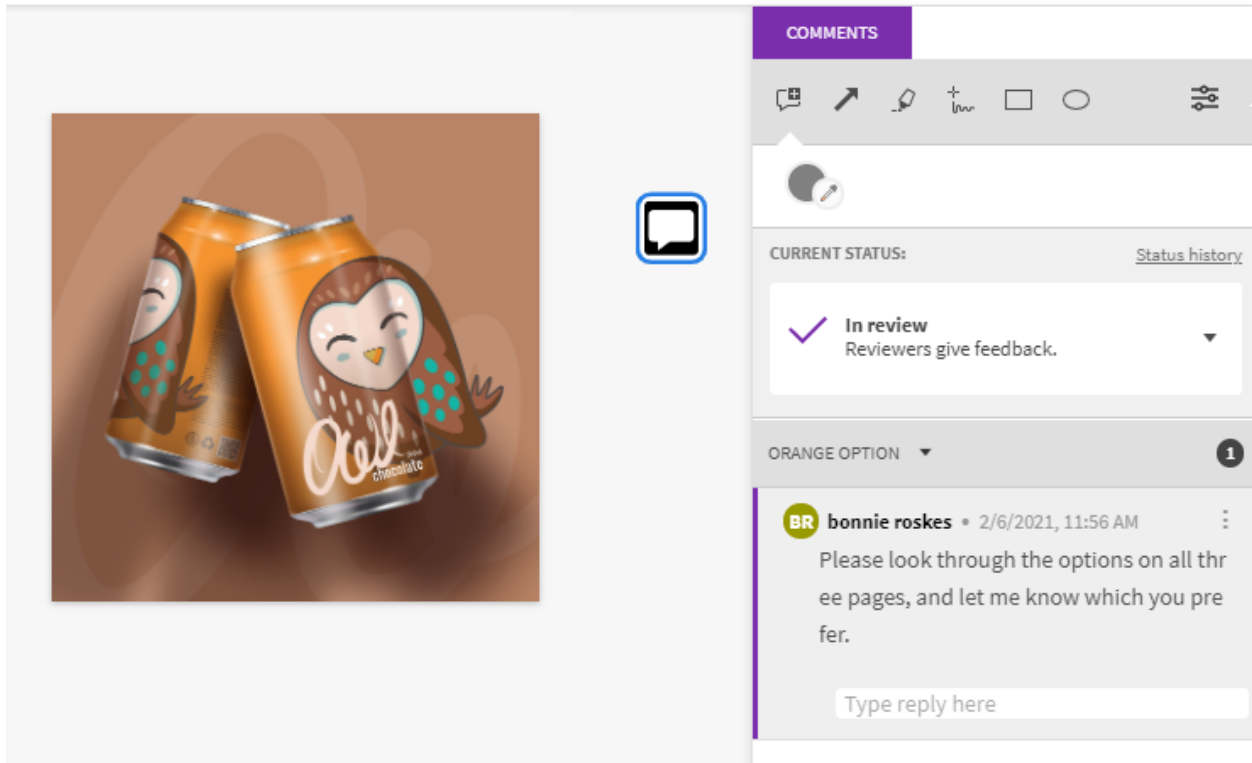 COMMENTS
CURRENT STATUS:
Status history
In review
Reviewers give feedback.
ORANGE OPTION
1
BR bonnie roskes • 2/6/2021, 11:56 AM
Please look through the options on all thr
ee pages, and let me know which you pre
fer.
Type reply here
chocolate